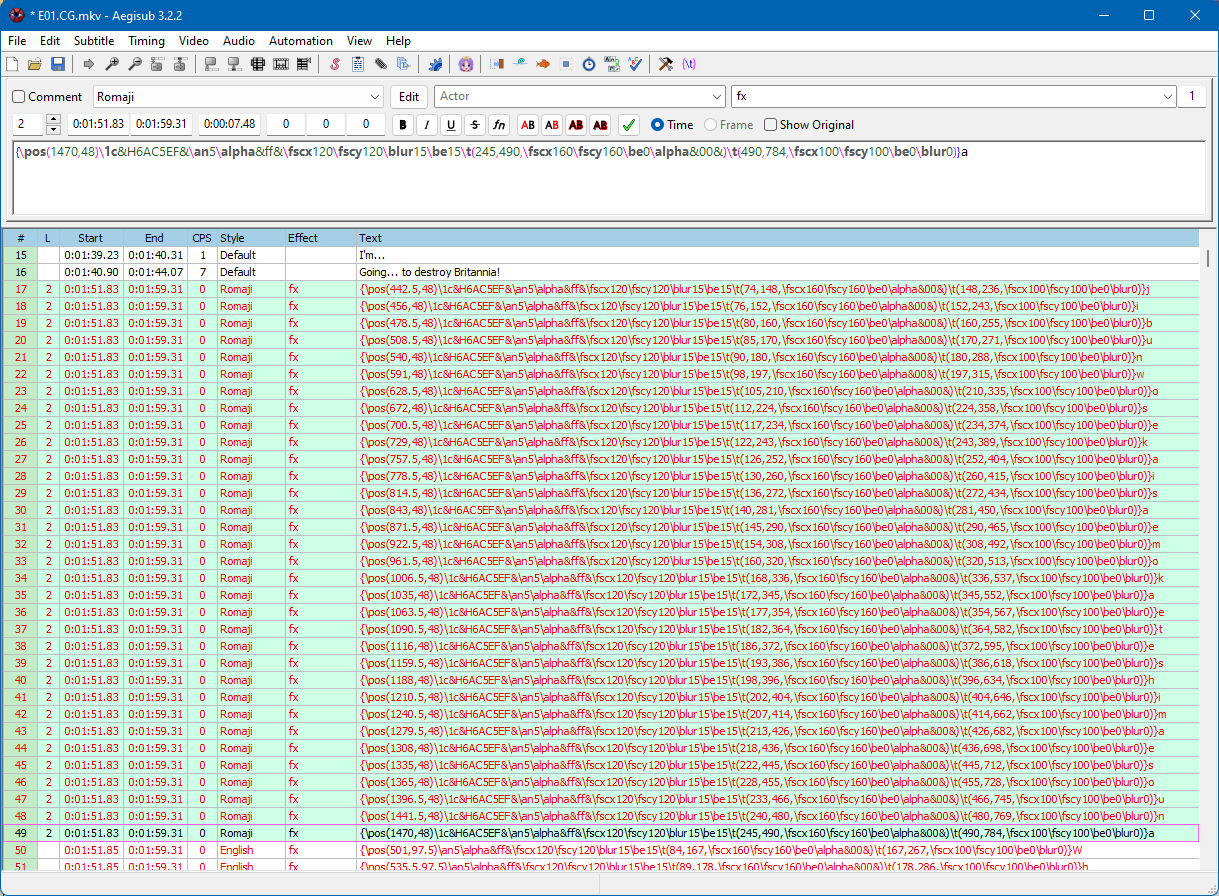 * E01.CG.mkv - Aegisub 3.2.2
File Edit Subtitle Timing Video Audio Automation View Help
Comment Romaji Edit Actor fx 1
2 0:01:51.83 0:01:59.31 0:00:07.48 0 0 0 B I U S fn AB AB AB AB Time Frame Show Original
{\pos(1470,48)\1c&H6AC5EF&\an5\alpha&ff&\fscx120\fscy120\blur15\be15\t(245,490,\fscx160\fscy160\be0\alpha&00&)\t(490,784,\fscx100\fscy100\be0\blur0)}a
# L Start End CPS Style Effect Text
15 0:01:39.23 0:01:40.31 1 Default I'm...
16 0:01:40.90 0:01:44.07 7 Default Going... to destroy Britannia!
17 2 0:01:51.83 0:01:59.31 0 Romaji fx {\pos(442.5,48)\1c&H6AC5EF&\an5\alpha&ff&\fscx120\fscy120\blur15\be15\t(74,148,\fscx160\fscy160\be0\alpha&00&)\t(148,236,\fscx100\fscy100\be0\blur0)}j
18 2 0:01:51.83 0:01:59.31 0 Romaji fx {\pos(456,48)\1c&H6AC5EF&\an5\alpha&ff&\fscx120\fscy120\blur15\be15\t(76,152,\fscx160\fscy160\be0\alpha&00&)\t(152,243,\fscx100\fscy100\be0\blur0)}i
19 2 0:01:51.83 0:01:59.31 0 Romaji fx {\pos(478.5,48)\1c&H6AC5EF&\an5\alpha&ff&\fscx120\fscy120\blur15\be15\t(80,160,\fscx160\fscy160\be0\alpha&00&)\t(160,255,\fscx100\fscy100\be0\blur0)}b
20 2 0:01:51.83 0:01:59.31 0 Romaji fx {\pos(508.5,48)\1c&H6AC5EF&\an5\alpha&ff&\fscx120\fscy120\blur15\be15\t(85,170,\fscx160\fscy160\be0\alpha&00&)\t(170,271,\fscx100\fscy100\be0\blur0)}u
21 2 0:01:51.83 0:01:59.31 0 Romaji fx {\pos(540,48)\1c&H6AC5EF&\an5\alpha&ff&\fscx120\fscy120\blur15\be15\t(90,180,\fscx160\fscy160\be0\alpha&00&)\t(180,288,\fscx100\fscy100\be0\blur0)}n
22 2 0:01:51.83 0:01:59.31 0 Romaji fx {\pos(591,48)\1c&H6AC5EF&\an5\alpha&ff&\fscx120\fscy120\blur15\be15\t(98,197,\fscx160\fscy160\be0\alpha&00&)\t(197,315,\fscx100\fscy100\be0\blur0)}w
23 2 0:01:51.83 0:01:59.31 0 Romaji fx {\pos(628.5,48)\1c&H6AC5EF&\an5\alpha&ff&\fscx120\fscy120\blur15\be15\t(105,210,\fscx160\fscy160\be0\alpha&00&)\t(210,335,\fscx100\fscy100\be0\blur0)}o
24 2 0:01:51.83 0:01:59.31 0 Romaji fx {\pos(672,48)\1c&H6AC5EF&\an5\alpha&ff&\fscx120\fscy120\blur15\be15\t(112,224,\fscx160\fscy160\be0\alpha&00&)\t(224,358,\fscx100\fscy100\be0\blur0)}s
25 2 0:01:51.83 0:01:59.31 0 Romaji fx {\pos(700.5,48)\1c&H6AC5EF&\an5\alpha&ff&\fscx120\fscy120\blur15\be15\t(117,234,\fscx160\fscy160\be0\alpha&00&)\t(234,374,\fscx100\fscy100\be0\blur0)}e
26 2 0:01:51.83 0:01:59.31 0 Romaji fx {\pos(729,48)\1c&H6AC5EF&\an5\alpha&ff&\fscx120\fscy120\blur15\be15\t(122,243,\fscx160\fscy160\be0\alpha&00&)\t(243,389,\fscx100\fscy100\be0\blur0)}k
27 2 0:01:51.83 0:01:59.31 0 Romaji fx {\pos(757.5,48)\1c&H6AC5EF&\an5\alpha&ff&\fscx120\fscy120\blur15\be15\t(126,252,\fscx160\fscy160\be0\alpha&00&)\t(252,404,\fscx100\fscy100\be0\blur0)}a
28 2 0:01:51.83 0:01:59.31 0 Romaji fx {\pos(778.5,48)\1c&H6AC5EF&\an5\alpha&ff&\fscx120\fscy120\blur15\be15\t(130,260,\fscx160\fscy160\be0\alpha&00&)\t(260,415,\fscx100\fscy100\be0\blur0)}i
29 2 0:01:51.83 0:01:59.31 0 Romaji fx {\pos(814.5,48)\1c&H6AC5EF&\an5\alpha&ff&\fscx120\fscy120\blur15\be15\t(136,272,\fscx160\fscy160\be0\alpha&00&)\t(272,434,\fscx100\fscy100\be0\blur0)}s
30 2 0:01:51.83 0:01:59.31 0 Romaji fx {\pos(843,48)\1c&H6AC5EF&\an5\alpha&ff&\fscx120\fscy120\blur15\be15\t(140,281,\fscx160\fscy160\be0\alpha&00&)\t(281,450,\fscx100\fscy100\be0\blur0)}a
31 2 0:01:51.83 0:01:59.31 0 Romaji fx {\pos(871.5,48)\1c&H6AC5EF&\an5\alpha&ff&\fscx120\fscy120\blur15\be15\t(145,290,\fscx160\fscy160\be0\alpha&00&)\t(290,465,\fscx100\fscy100\be0\blur0)}e
32 2 0:01:51.83 0:01:59.31 0 Romaji fx {\pos(922.5,48)\1c&H6AC5EF&\an5\alpha&ff&\fscx120\fscy120\blur15\be15\t(154,308,\fscx160\fscy160\be0\alpha&00&)\t(308,492,\fscx100\fscy100\be0\blur0)}m
33 2 0:01:51.83 0:01:59.31 0 Romaji fx {\pos(961.5,48)\1c&H6AC5EF&\an5\alpha&ff&\fscx120\fscy120\blur15\be15\t(160,320,\fscx160\fscy160\be0\alpha&00&)\t(320,513,\fscx100\fscy100\be0\blur0)}o
34 2 0:01:51.83 0:01:59.31 0 Romaji fx {\pos(1006.5,48)\1c&H6AC5EF&\an5\alpha&ff&\fscx120\fscy120\blur15\be15\t(168,336,\fscx160\fscy160\be0\alpha&00&)\t(336,537,\fscx100\fscy100\be0\blur0)}k
35 2 0:01:51.83 0:01:59.31 0 Romaji fx {\pos(1035,48)\1c&H6AC5EF&\an5\alpha&ff&\fscx120\fscy120\blur15\be15\t(172,345,\fscx160\fscy160\be0\alpha&00&)\t(345,552,\fscx100\fscy100\be0\blur0)}a
36 2 0:01:51.83 0:01:59.31 0 Romaji fx {\pos(1063.5,48)\1c&H6AC5EF&\an5\alpha&ff&\fscx120\fscy120\blur15\be15\t(177,354,\fscx160\fscy160\be0\alpha&00&)\t(354,567,\fscx100\fscy100\be0\blur0)}e
37 2 0:01:51.83 0:01:59.31 0 Romaji fx {\pos(1090.5,48)\1c&H6AC5EF&\an5\alpha&ff&\fscx120\fscy120\blur15\be15\t(182,364,\fscx160\fscy160\be0\alpha&00&)\t(364,582,\fscx100\fscy100\be0\blur0)}t
38 2 0:01:51.83 0:01:59.31 0 Romaji fx {\pos(1116,48)\1c&H6AC5EF&\an5\alpha&ff&\fscx120\fscy120\blur15\be15\t(186,372,\fscx160\fscy160\be0\alpha&00&)\t(372,595,\fscx100\fscy100\be0\blur0)}e
39 2 0:01:51.83 0:01:59.31 0 Romaji fx {\pos(1159.5,48)\1c&H6AC5EF&\an5\alpha&ff&\fscx120\fscy120\blur15\be15\t(193,386,\fscx160\fscy160\be0\alpha&00&)\t(386,618,\fscx100\fscy100\be0\blur0)}s
40 2 0:01:51.83 0:01:59.31 0 Romaji fx {\pos(1188,48)\1c&H6AC5EF&\an5\alpha&ff&\fscx120\fscy120\blur15\be15\t(198,396,\fscx160\fscy160\be0\alpha&00&)\t(396,634,\fscx100\fscy100\be0\blur0)}h
41 2 0:01:51.83 0:01:59.31 0 Romaji fx {\pos(1210.5,48)\1c&H6AC5EF&\an5\alpha&ff&\fscx120\fscy120\blur15\be15\t(202,404,\fscx160\fscy160\be0\alpha&00&)\t(404,646,\fscx100\fscy100\be0\blur0)}i
42 2 0:01:51.83 0:01:59.31 0 Romaji fx {\pos(1240.5,48)\1c&H6AC5EF&\an5\alpha&ff&\fscx120\fscy120\blur15\be15\t(207,414,\fscx160\fscy160\be0\alpha&00&)\t(414,662,\fscx100\fscy100\be0\blur0)}m
43 2 0:01:51.83 0:01:59.31 0 Romaji fx {\pos(1279.5,48)\1c&H6AC5EF&\an5\alpha&ff&\fscx120\fscy120\blur15\be15\t(213,426,\fscx160\fscy160\be0\alpha&00&)\t(426,682,\fscx100\fscy100\be0\blur0)}a
44 2 0:01:51.83 0:01:59.31 0 Romaji fx {\pos(1308,48)\1c&H6AC5EF&\an5\alpha&ff&\fscx120\fscy120\blur15\be15\t(218,436,\fscx160\fscy160\be0\alpha&00&)\t(436,698,\fscx100\fscy100\be0\blur0)}e
45 2 0:01:51.83 0:01:59.31 0 Romaji fx {\pos(1335,48)\1c&H6AC5EF&\an5\alpha&ff&\fscx120\fscy120\blur15\be15\t(222,445,\fscx160\fscy160\be0\alpha&00&)\t(445,712,\fscx100\fscy100\be0\blur0)}s
46 2 0:01:51.83 0:01:59.31 0 Romaji fx {\pos(1365,48)\1c&H6AC5EF&\an5\alpha&ff&\fscx120\fscy120\blur15\be15\t(228,455,\fscx160\fscy160\be0\alpha&00&)\t(455,728,\fscx100\fscy100\be0\blur0)}o
47 2 0:01:51.83 0:01:59.31 0 Romaji fx {\pos(1396.5,48)\1c&H6AC5EF&\an5\alpha&ff&\fscx120\fscy120\blur15\be15\t(233,466,\fscx160\fscy160\be0\alpha&00&)\t(466,745,\fscx100\fscy100\be0\blur0)}u
48 2 0:01:51.83 0:01:59.31 0 Romaji fx {\pos(1441.5,48)\1c&H6AC5EF&\an5\alpha&ff&\fscx120\fscy120\blur15\be15\t(240,480,\fscx160\fscy160\be0\alpha&00&)\t(480,769,\fscx100\fscy100\be0\blur0)}n
49 2 0:01:51.83 0:01:59.31 0 Romaji fx {\pos(1470,48)\1c&H6AC5EF&\an5\alpha&ff&\fscx120\fscy120\blur15\be15\t(245,490,\fscx160\fscy160\be0\alpha&00&)\t(490,784,\fscx100\fscy100\be0\blur0)}a
50 0:01:51.85 0:01:59.31 0 English fx {\pos(501,97.5)\an5\alpha&ff&\fscx120\fscy120\blur15\be15\t(84,167,\fscx160\fscy160\be0\alpha&00&)\t(167,267,\fscx100\fscy100\be0\blur0)}W
51 0:01:51.85 0:01:59.31 0 English fx {\pos(535.5,97.5)\an5\alpha&ff&\fscx120\fscy120\blur15\be15\t(89,178,\fscx160\fscy160\be0\alpha&00&)\t(178,286,\fscx100\fscy100\be0\blur0)}h